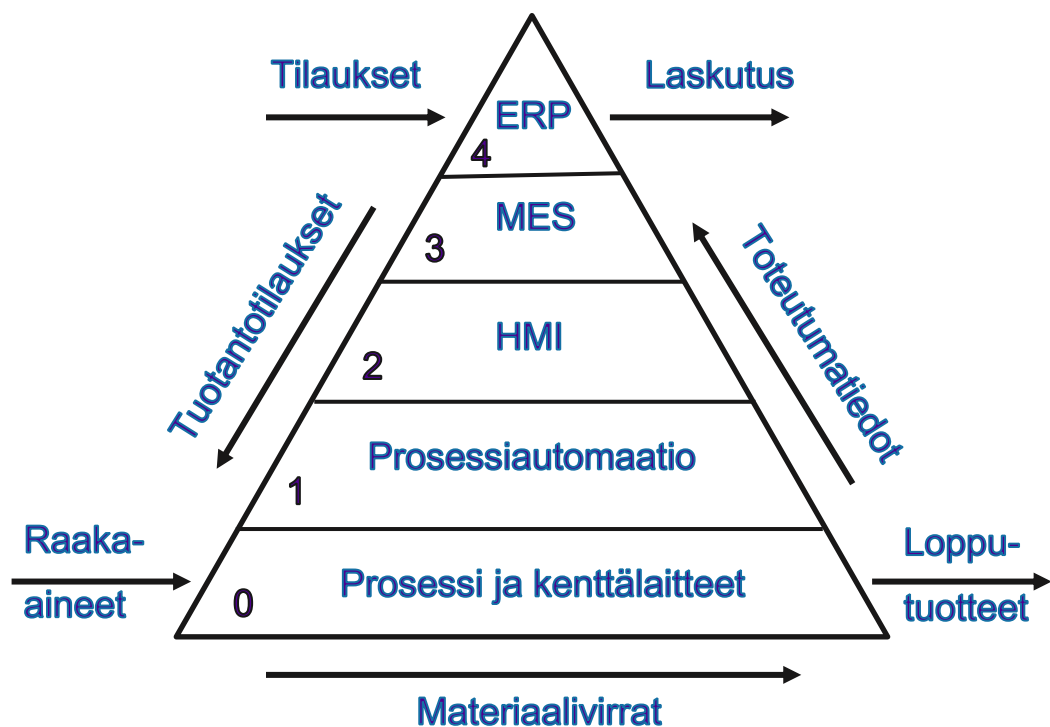 Tilaukset
Laskutus
ERP
4
MES
3
Tuotantotilaukset
Toteutumatiedot
HMI
2
Prosessiautomaatio
1
Raaka-
aineet
Prosessi ja kenttälaitteet
0
Loppu-
tuotteet
Materiaalivirrat